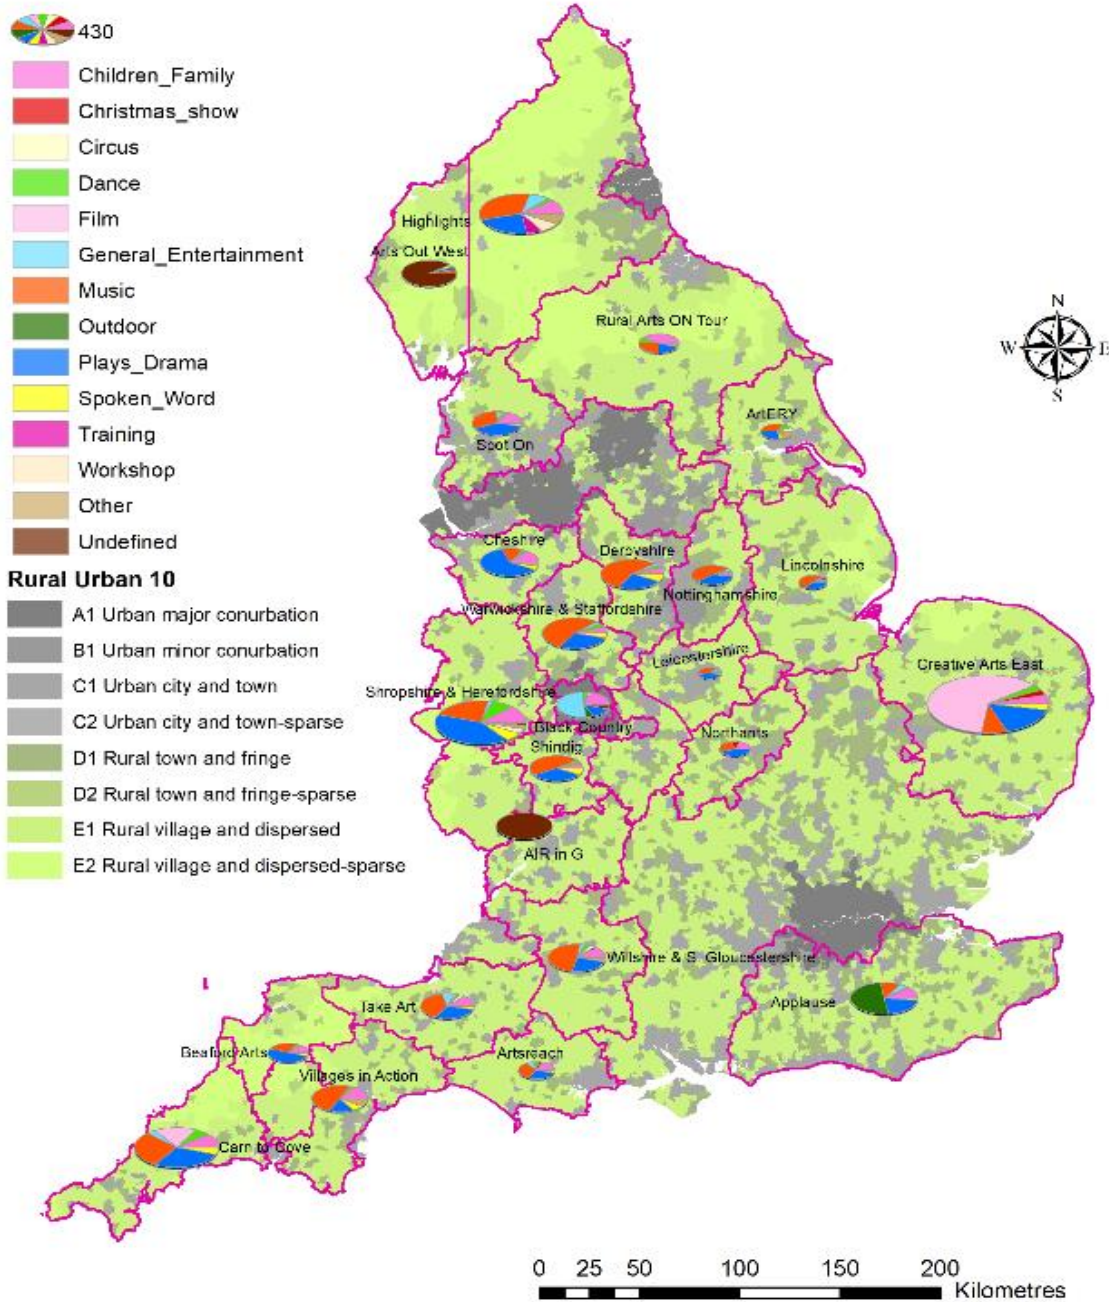 430
Children_Family
Christmas_show
Circus
Dance
Film
General_Entertainment
Music
Outdoor
Plays_Drama
Spoken_Word
Training
Workshop
Other
Undefined
Rural Urban 10
A1 Urban major conurbation
B1 Urban minor conurbation
C1 Urban city and town
C2 Urban city and town-sparse
D1 Rural town and fringe
D2 Rural town and fringe-sparse
E1 Rural village and dispersed
E2 Rural village and dispersed-sparse
Highlights
Arts Out West
Rural Arts ON Tour
N
W E
S
ArtERY
Spot On
Cheshire
Derbyshire
Lincolnshire
Nottinghamshire
Warwickshire & Staffordshire
Leicestershire
Creative Arts East
Shropshire & Herefordshire
Black Country
Northants
Shindig
AIR in G
Wiltshire & S. Gloucestershire
Take Art
Applause
Beaford Arts
Artsreach
Villages in Action
Carn to Cove
0 25 50 100 150 200
Kilometres